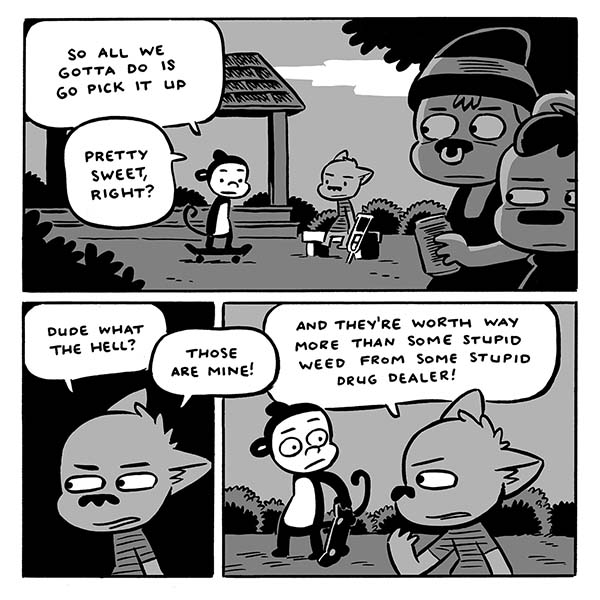 SO ALL WE
GOTTA DO IS
GO PICK IT UP
PRETTY
SWEET,
RIGHT?
DUDE WHAT
THE HELL?
THOSE
ARE MINE!
AND THEY'RE WORTH WAY
MORE THAN SOME STUPID
WEED FROM SOME STUPID
DRUG DEALER!